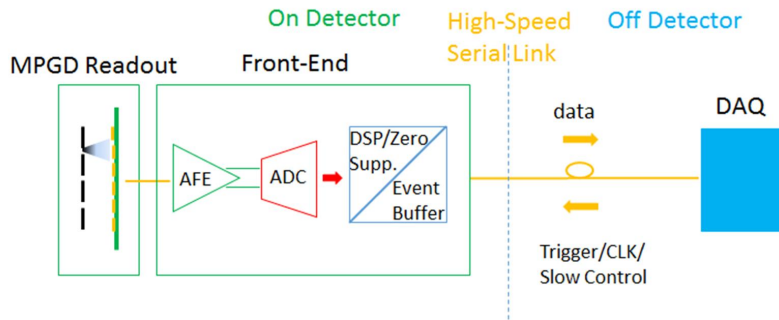 On Detector
High-Speed
Serial Link
Off Detector
MPGD Readout
Front-End
data
DAQ
AFE
ADC
DSP/Zero
Supp.
Event
Buffer
Trigger/CLK/
Slow Control